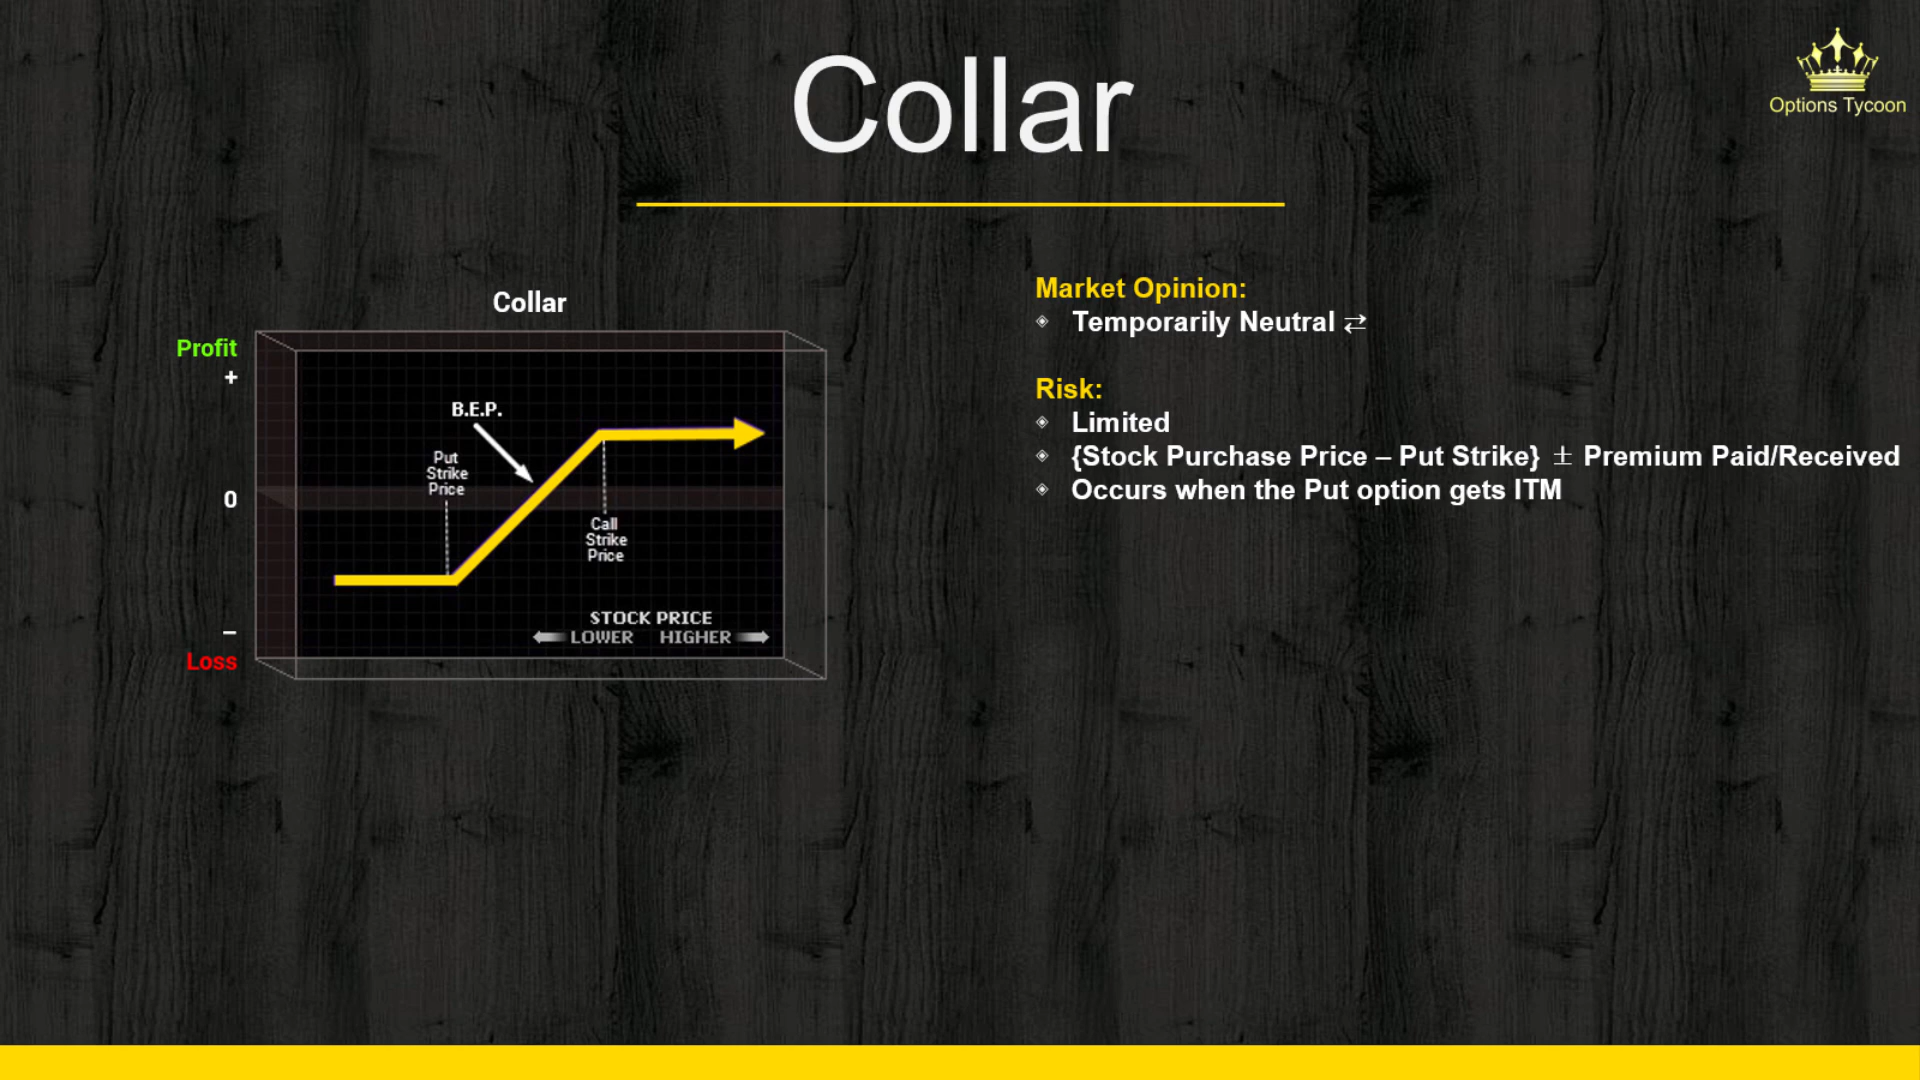 Collar
Options Tycoon
Collar
Profit
+
0
–
Loss
B.E.P.
Put
Strike
Price
Call
Strike
Price
STOCK PRICE
LOWER HIGHER
Market Opinion:
◈ Temporarily Neutral ⇄
Risk:
◈ Limited
◈ {Stock Purchase Price – Put Strike} ± Premium Paid/Received
◈ Occurs when the Put option gets ITM